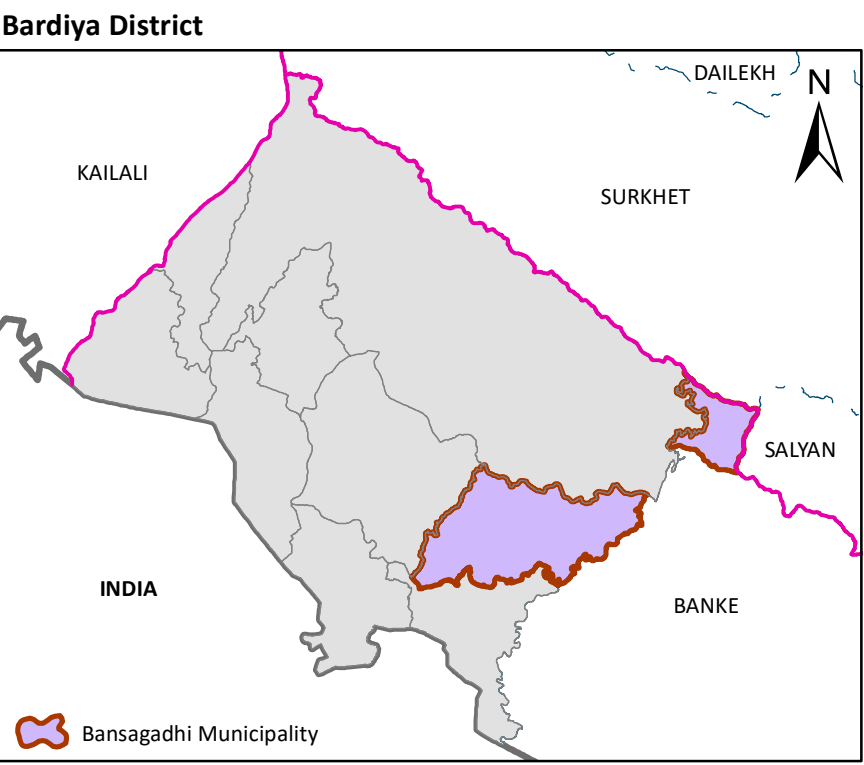 Bardiya District
DAILEKH
N
KAILALI
SURKHET
SALYAN
INDIA
BANKE
Bansagadhi Municipality